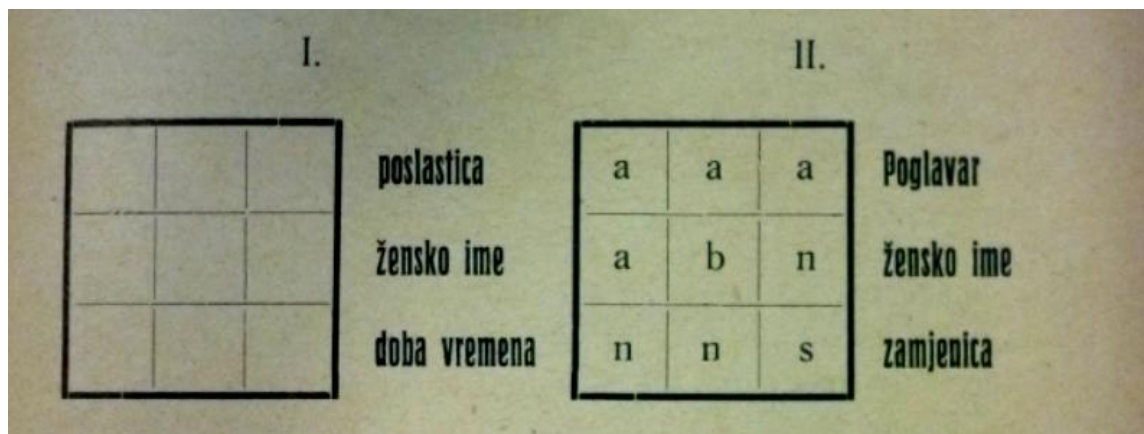 I. II.
poslastica a a a Poglavar
žensko ime a b n žensko ime
doba vremena n n s zamjenica